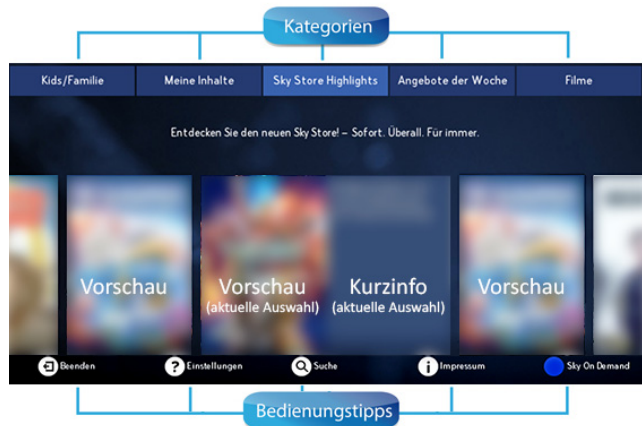 Kategorien
Kids/Familie Meine Inhalte Sky Store Highlights Angebote der Woche Filme
Entdecken Sie den neuen Sky Store! – Sofort. Überall. Für immer.
Vorschau Vorschau Kurzinfo Vorschau
(aktuelle Auswahl) (aktuelle Auswahl)
Beenden Einstellungen Suche Impressum Sky On Demand
Bedienungstipps